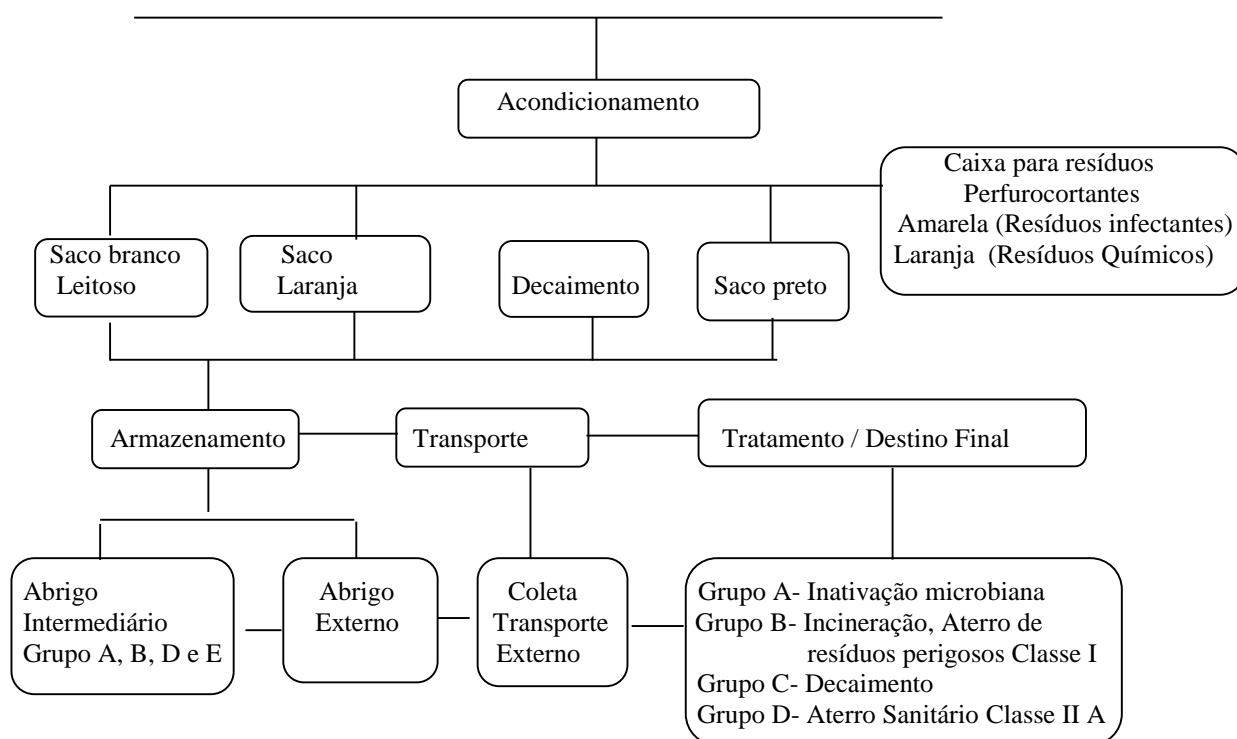 Acondicionamento
Caixa para resíduos
Perfurocortantes
Amarela (Resíduos infectantes)
Laranja (Resíduos Químicos)
Saco branco
Leitoso
Saco
Laranja
Decaimento
Saco preto
Armazenamento
Transporte
Tratamento / Destino Final
Abrigo
Intermediário
Grupo A, B, D e E
Abrigo
Externo
Coleta
Transporte
Externo
Grupo A- Inativação microbiana
Grupo B- Incineração, Aterro de
resíduos perigosos Classe I
Grupo C- Decaimento
Grupo D- Aterro Sanitário Classe II A